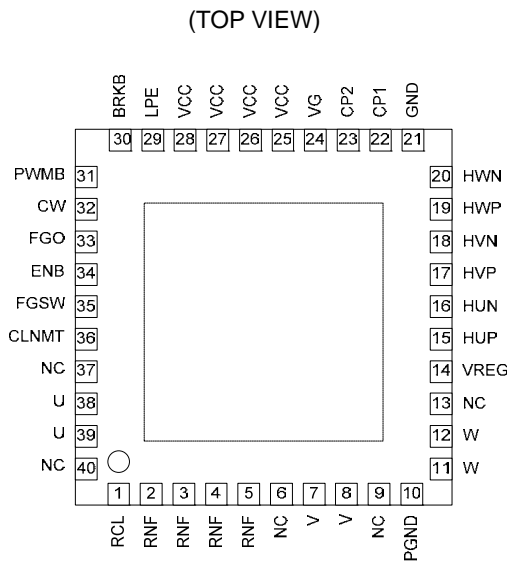 (TOP VIEW)
BRKB LPE VCC VCC VCC VCC VG CP2 CP1 GND
30 29 28 27 26 25 24 23 22 21
PWMB 31 20 HWN
CW 32 19 HWP
FGO 33 18 HVN
ENB 34 17 HVP
FGSW 35 16 HUN
CLNMT 36 15 HUP
NC 37 14 VREG
U 38 13 NC
U 39 12 W
NC 40 11 W
1 2 3 4 5 6 7 8 9 10
RCL RNF RNF RNF RNF NC V V NC PGND